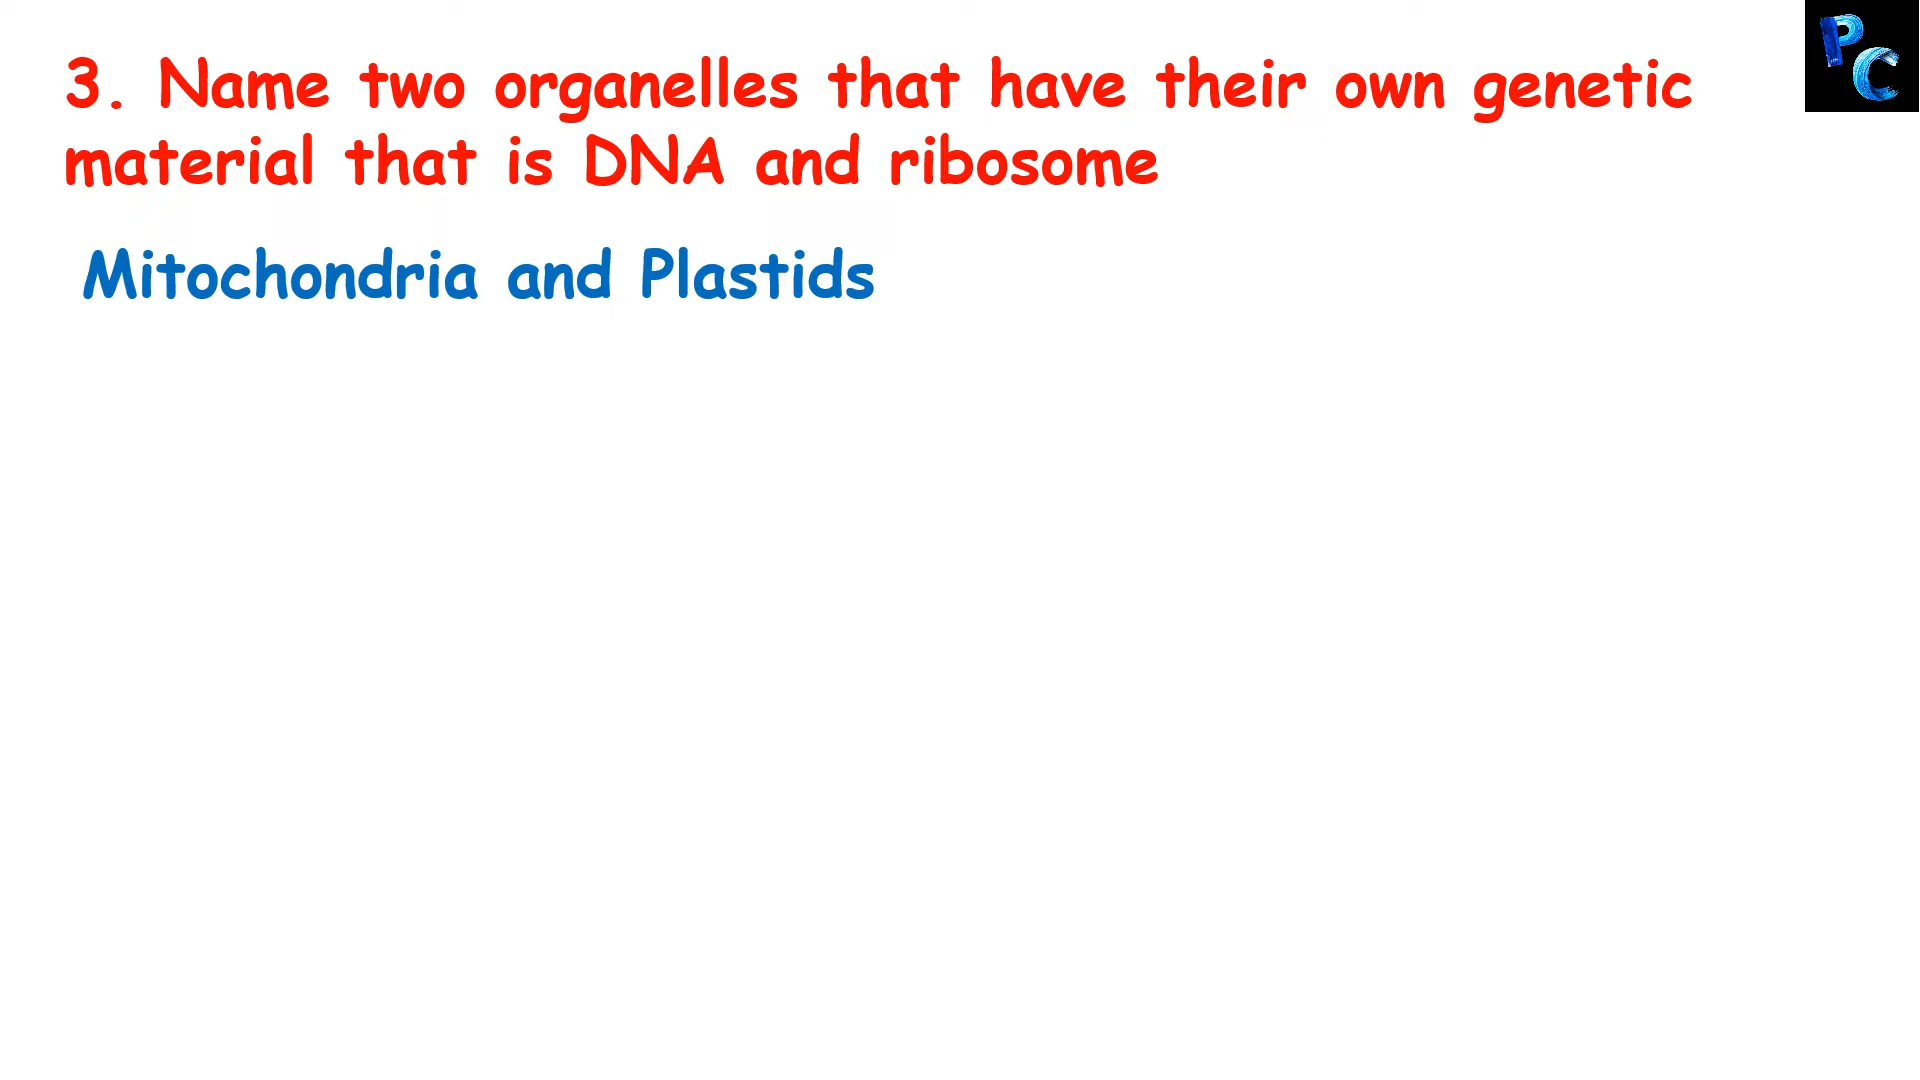 PC
3. Name two organelles that have their own genetic
material that is DNA and ribosome
Mitochondria and Plastids